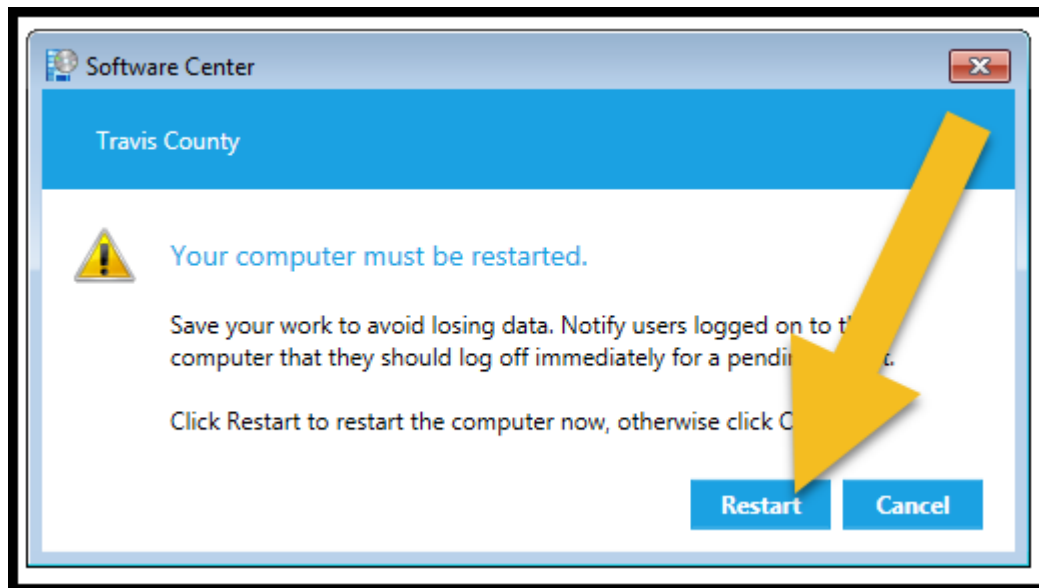 Software Center
Travis County
Your computer must be restarted.
Save your work to avoid losing data. Notify users logged on to
computer that they should log off immediately for a
Click Restart to restart the computer now, otherwise click
Restart
Cancel